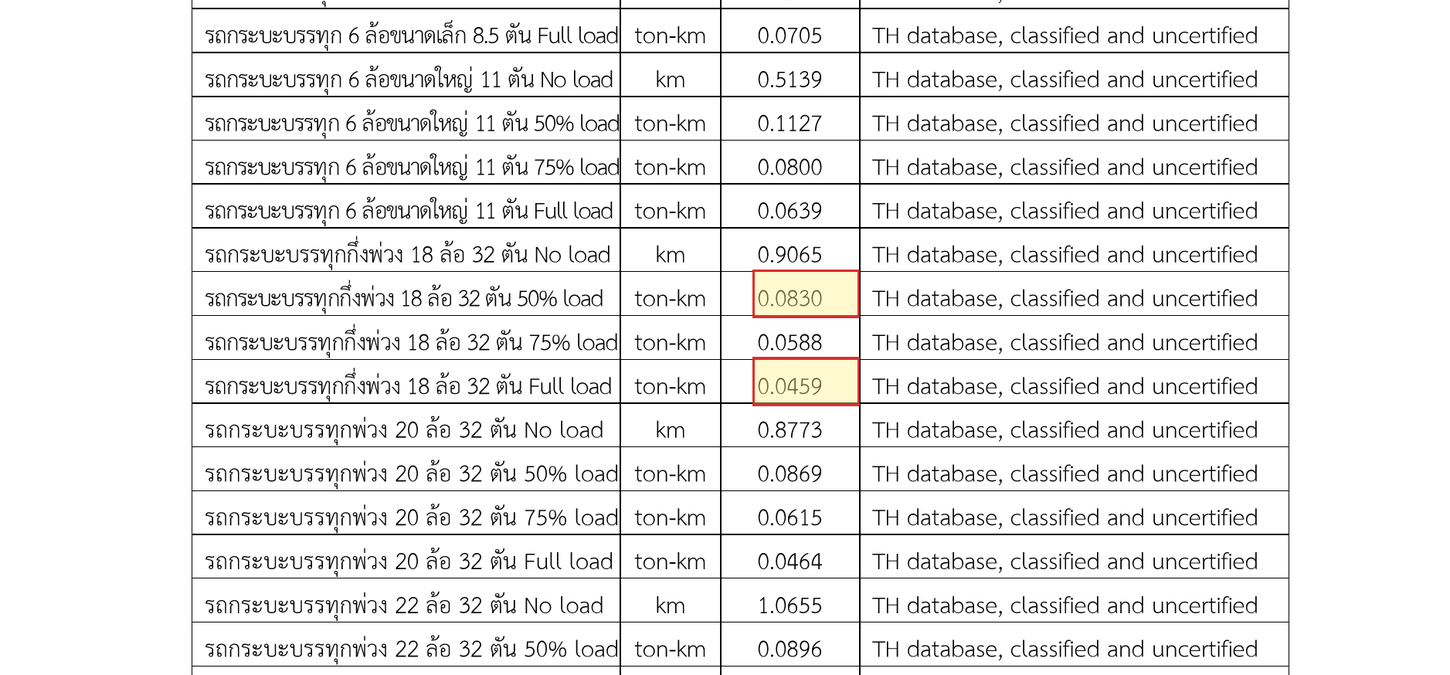 รถกระบะบรรทุก 6 ล้อขนาดเล็ก 8.5 ตัน Full load ton-km 0.0705 TH database, classified and uncertified
รถกระบะบรรทุก 6 ล้อขนาดใหญ่ 11 ตัน No load km 0.5139 TH database, classified and uncertified
รถกระบะบรรทุก 6 ล้อขนาดใหญ่ 11 ตัน 50% load ton-km 0.1127 TH database, classified and uncertified
รถกระบะบรรทุก 6 ล้อขนาดใหญ่ 11 ตัน 75% load ton-km 0.0800 TH database, classified and uncertified
รถกระบะบรรทุก 6 ล้อขนาดใหญ่ 11 ตัน Full load ton-km 0.0639 TH database, classified and uncertified
รถกระบะบรรทุกกึ่งพ่วง 18 ล้อ 32 ตัน No load km 0.9065 TH database, classified and uncertified
รถกระบะบรรทุกกึ่งพ่วง 18 ล้อ 32 ตัน 50% load ton-km 0.0830 TH database, classified and uncertified
รถกระบะบรรทุกกึ่งพ่วง 18 ล้อ 32 ตัน 75% load ton-km 0.0588 TH database, classified and uncertified
รถกระบะบรรทุกกึ่งพ่วง 18 ล้อ 32 ตัน Full load ton-km 0.0459 TH database, classified and uncertified
รถกระบะบรรทุกพ่วง 20 ล้อ 32 ตัน No load km 0.8773 TH database, classified and uncertified
รถกระบะบรรทุกพ่วง 20 ล้อ 32 ตัน 50% load ton-km 0.0869 TH database, classified and uncertified
รถกระบะบรรทุกพ่วง 20 ล้อ 32 ตัน 75% load ton-km 0.0615 TH database, classified and uncertified
รถกระบะบรรทุกพ่วง 20 ล้อ 32 ตัน Full load ton-km 0.0464 TH database, classified and uncertified
รถกระบะบรรทุกพ่วง 22 ล้อ 32 ตัน No load km 1.0655 TH database, classified and uncertified
รถกระบะบรรทุกพ่วง 22 ล้อ 32 ตัน 50% load ton-km 0.0896 TH database, classified and uncertified